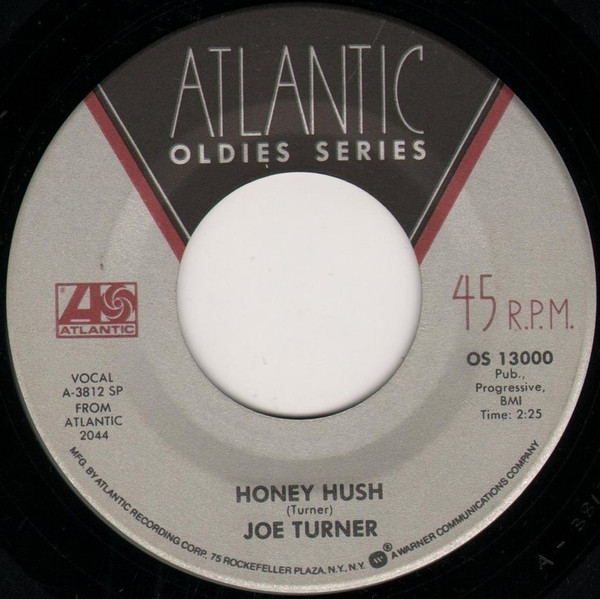 ATLANTIC
OLDIES SERIES
ATLANTIC
45 R.P.M.
VOCAL
A-3812 SP
FROM
ATLANTIC
2044
OS 13000
Pub.,
Progressive,
BMI
Time: 2:25
HONEY HUSH
(Turner)
JOE TURNER
MFG. BY ATLANTIC RECORDING CORP. 75 ROCKEFELLER PLAZA, N.Y., N.Y. ® A WARNER COMMUNICATIONS COMPANY